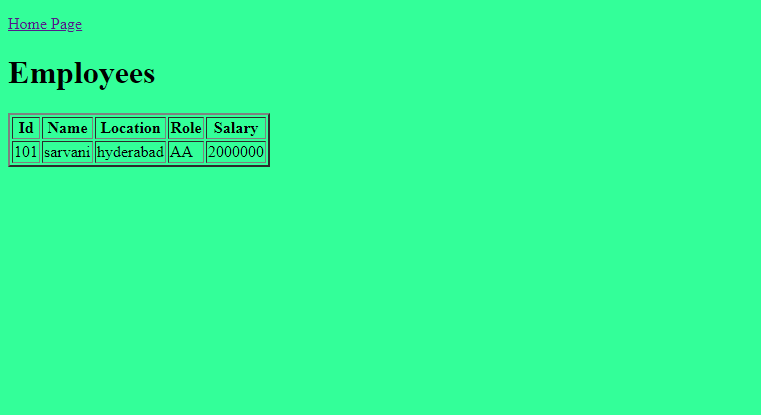 Home Page
Employees
Id Name Location Role Salary
101 sarvani hyderabad AA 2000000